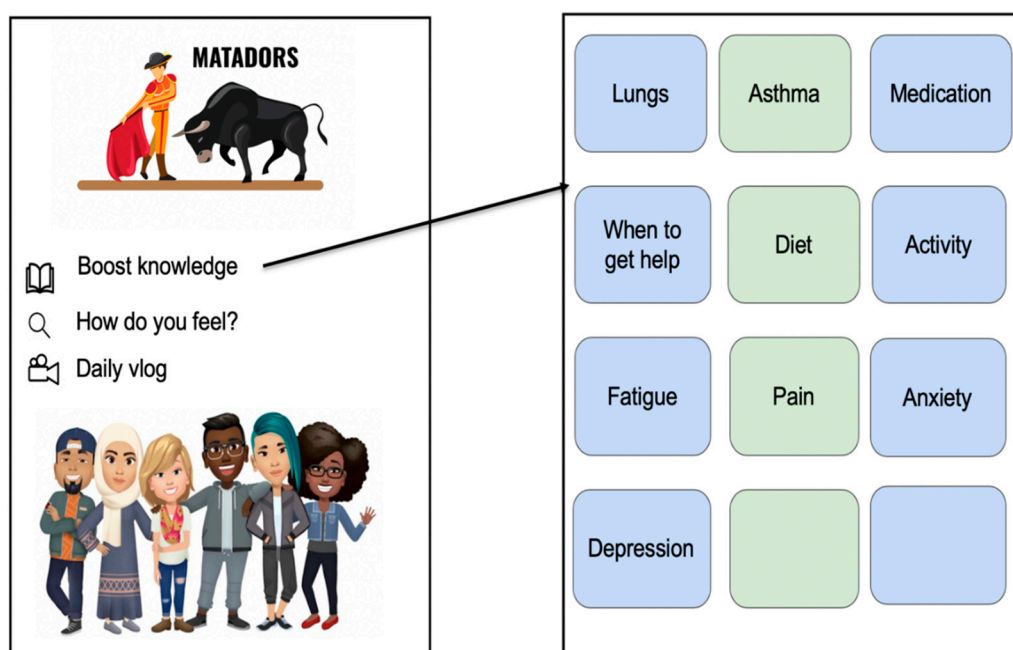 MATADORS
Boost knowledge
How do you feel?
Daily vlog
Lungs
Asthma
Medication
When to
get help
Diet
Activity
Fatigue
Pain
Anxiety
Depression